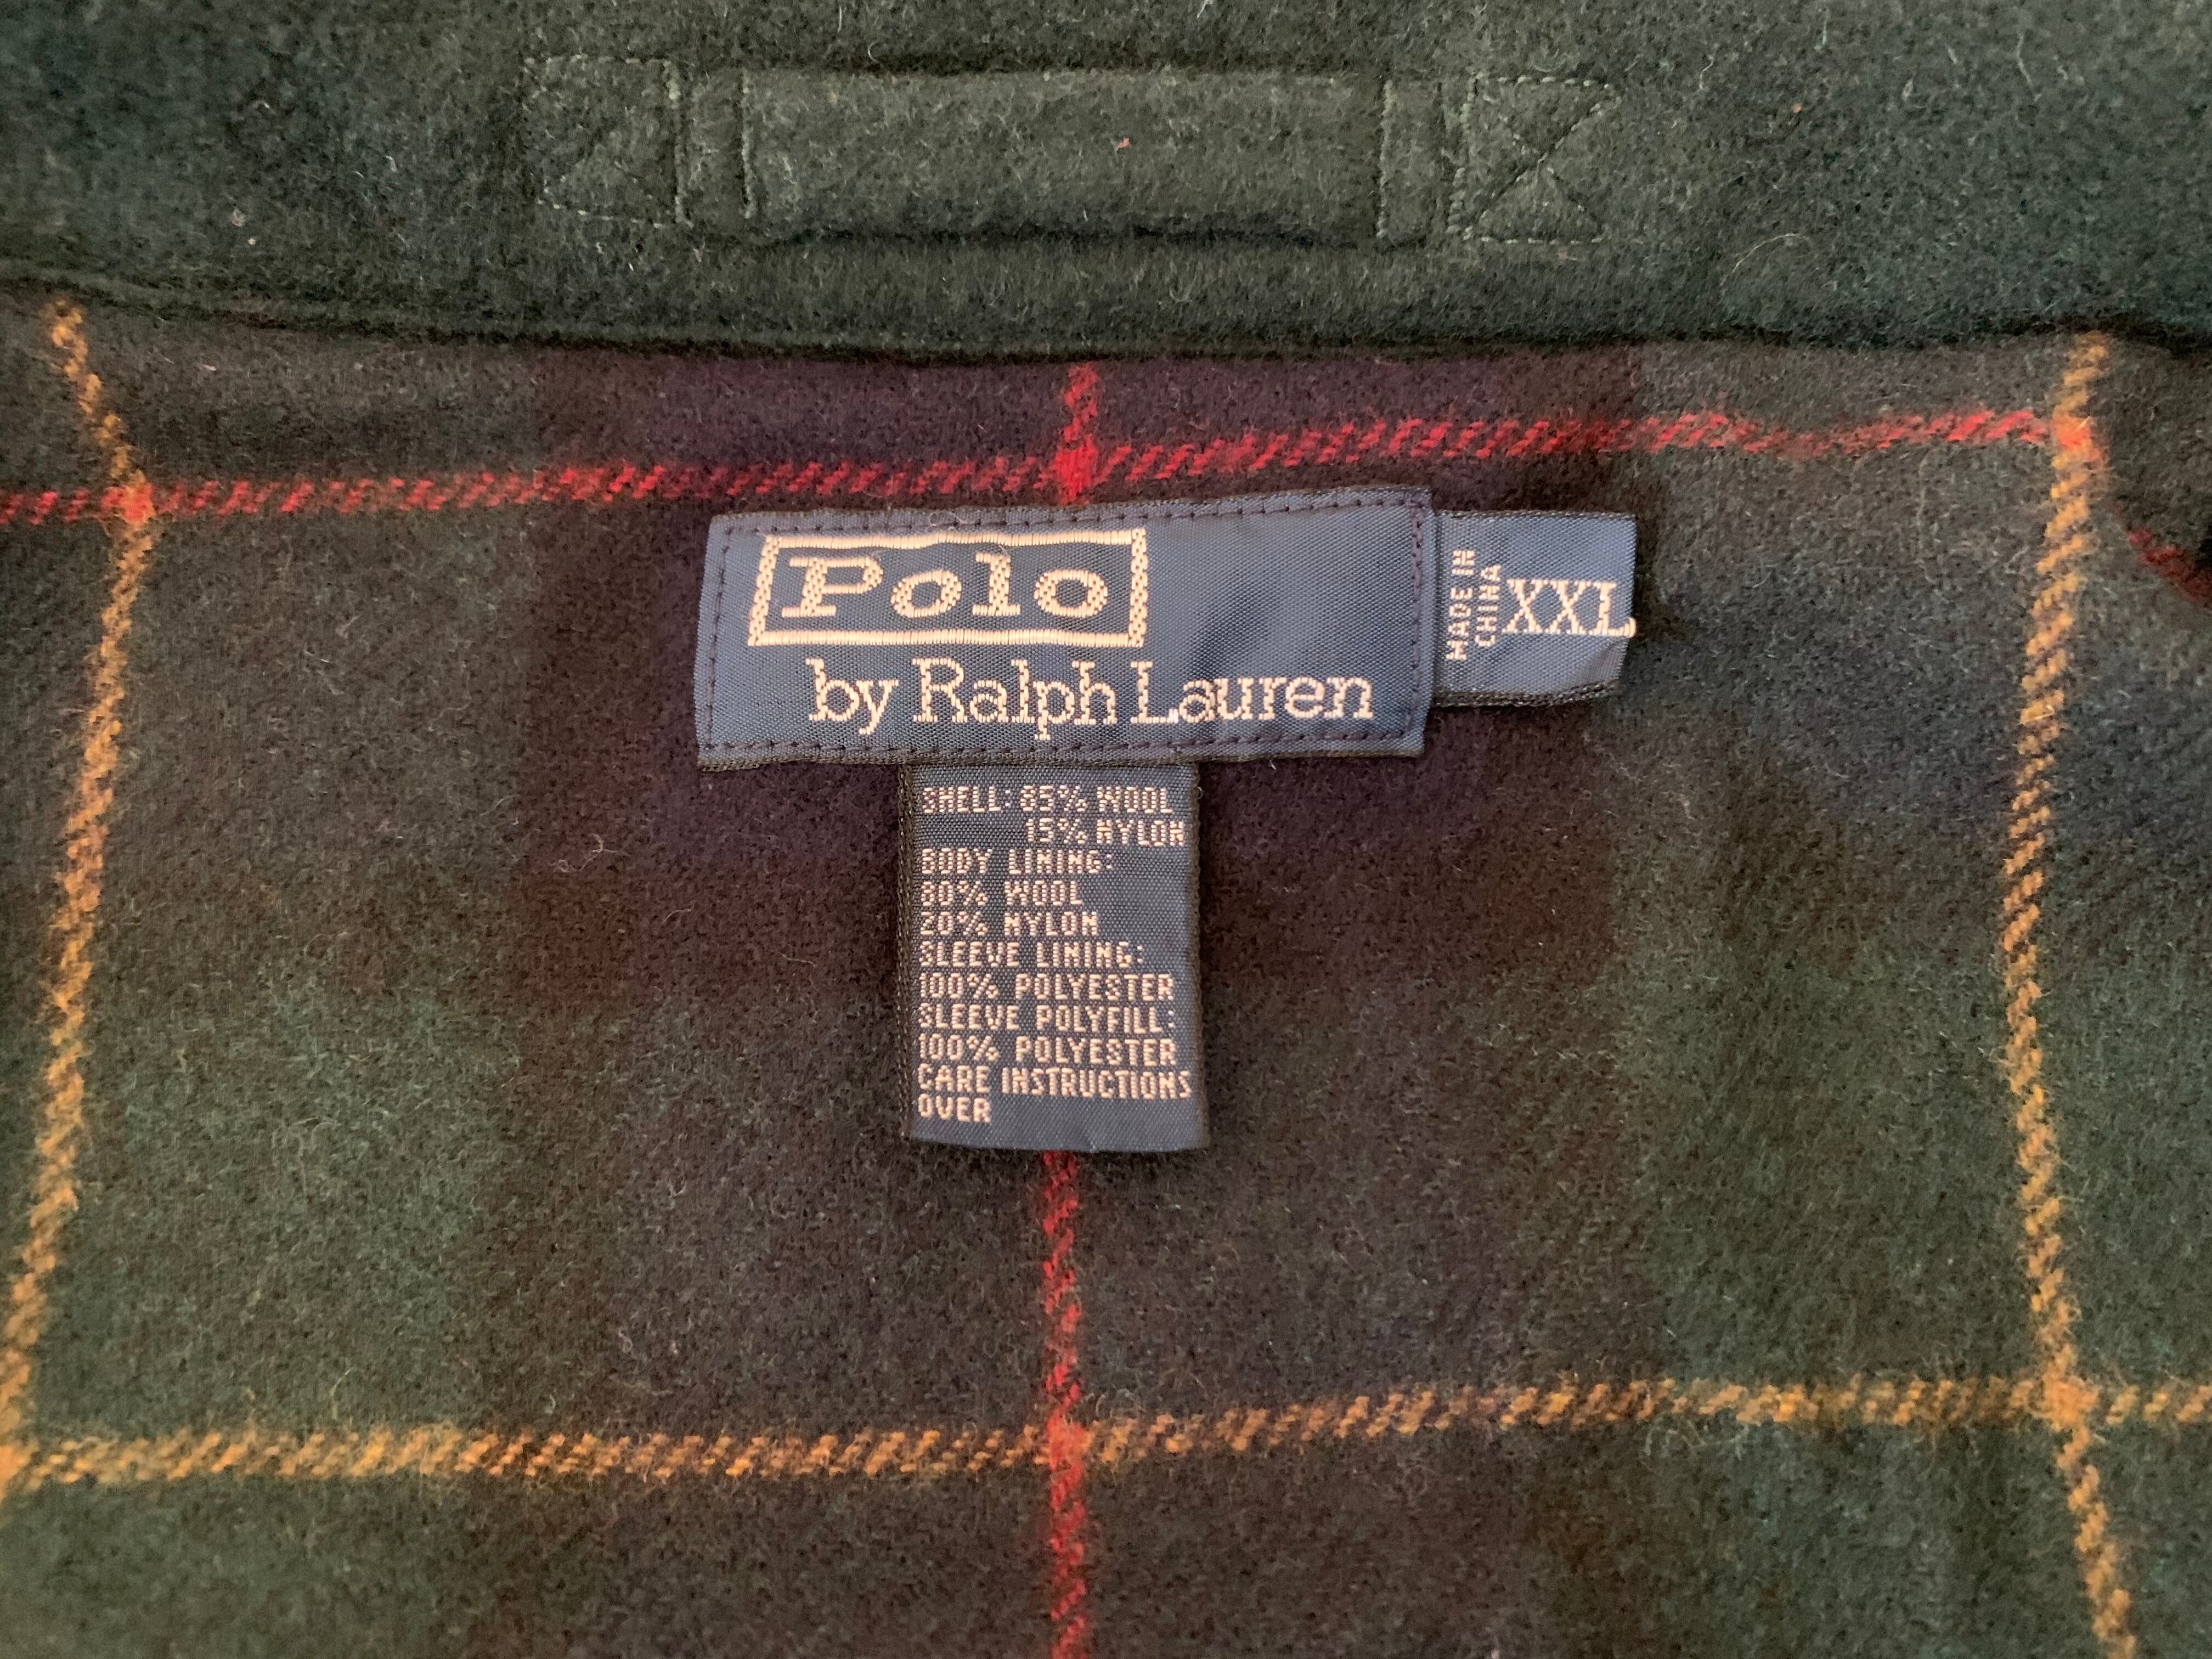 Polo
by Ralph Lauren
MADE IN
CHINA
XXL
SHELL: 85% WOOL
15% NYLON
BODY LINING:
80% WOOL
20% NYLON
SLEEVE LINING:
100% POLYESTER
SLEEVE POLYFILL:
100% POLYESTER
CARE INSTRUCTIONS
OVER